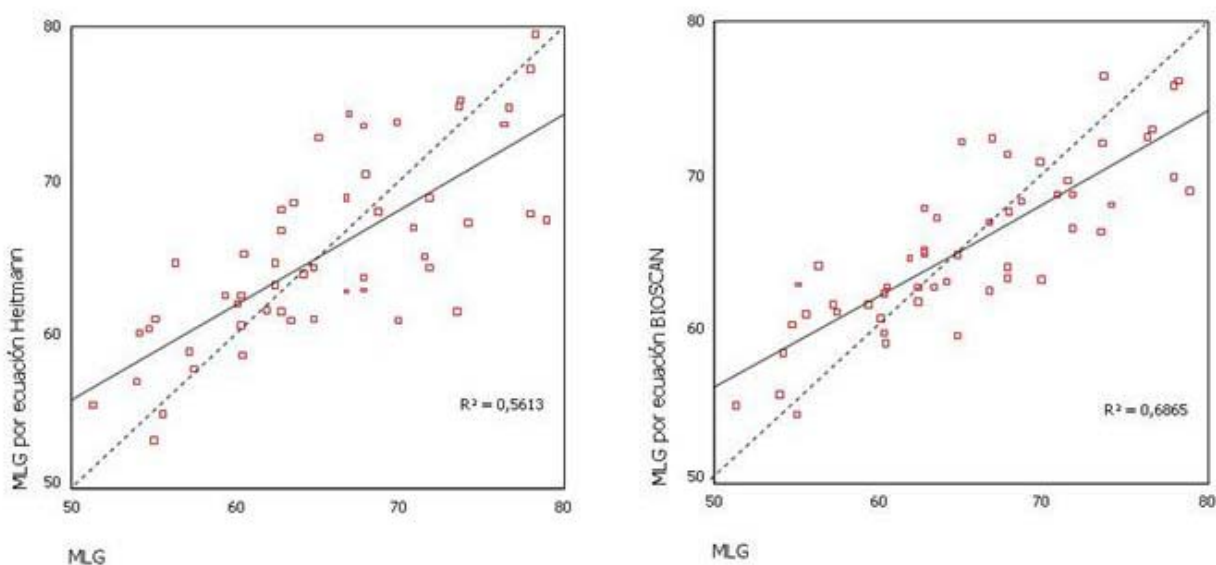 80
70
60
50
MLG por ecuación Heitmann
R² = 0,5613
50 60 70 80
MLG
80
70
60
50
MLG por ecuación BIOSCAN
R² = 0,6865
50 60 70 80
MLG